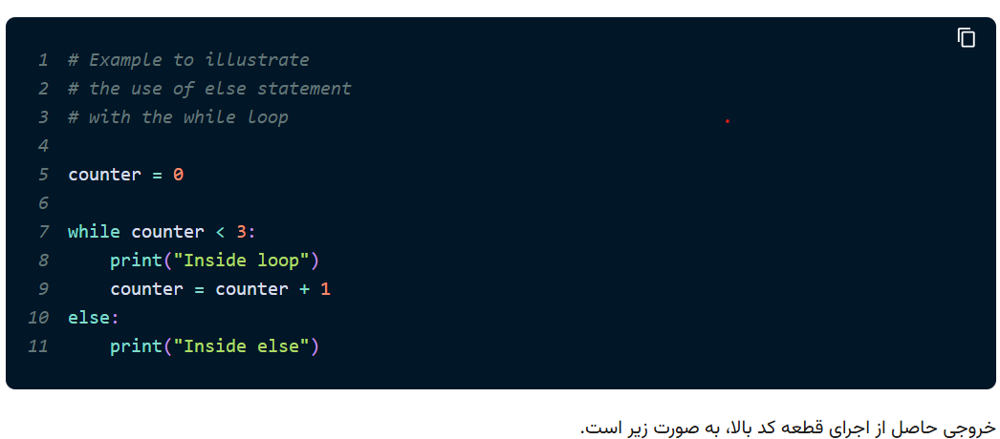 1 # Example to illustrate
2 # the use of else statement
3 # with the while loop
4
5 counter = 0
6
7 while counter < 3:
8     print("Inside loop")
9     counter = counter + 1
10 else:
11     print("Inside else")
خروجی حاصل از اجرای قطعه کد بالا، به صورت زیر است.